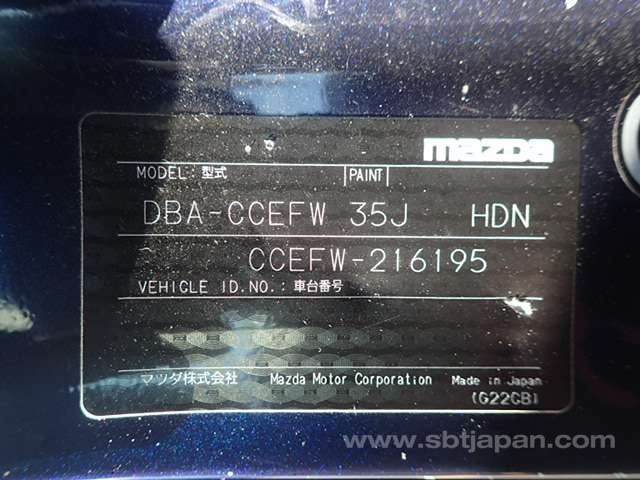 mazda
MODEL : 型式 PAINT
DBA-CCEFW 35J HDN
CCEFW-216195
VEHICLE ID.NO. : 車台番号
マツダ株式会社 Mazda Motor Corporation Made in Japan
(G22CB)
www.sbtjapan.com